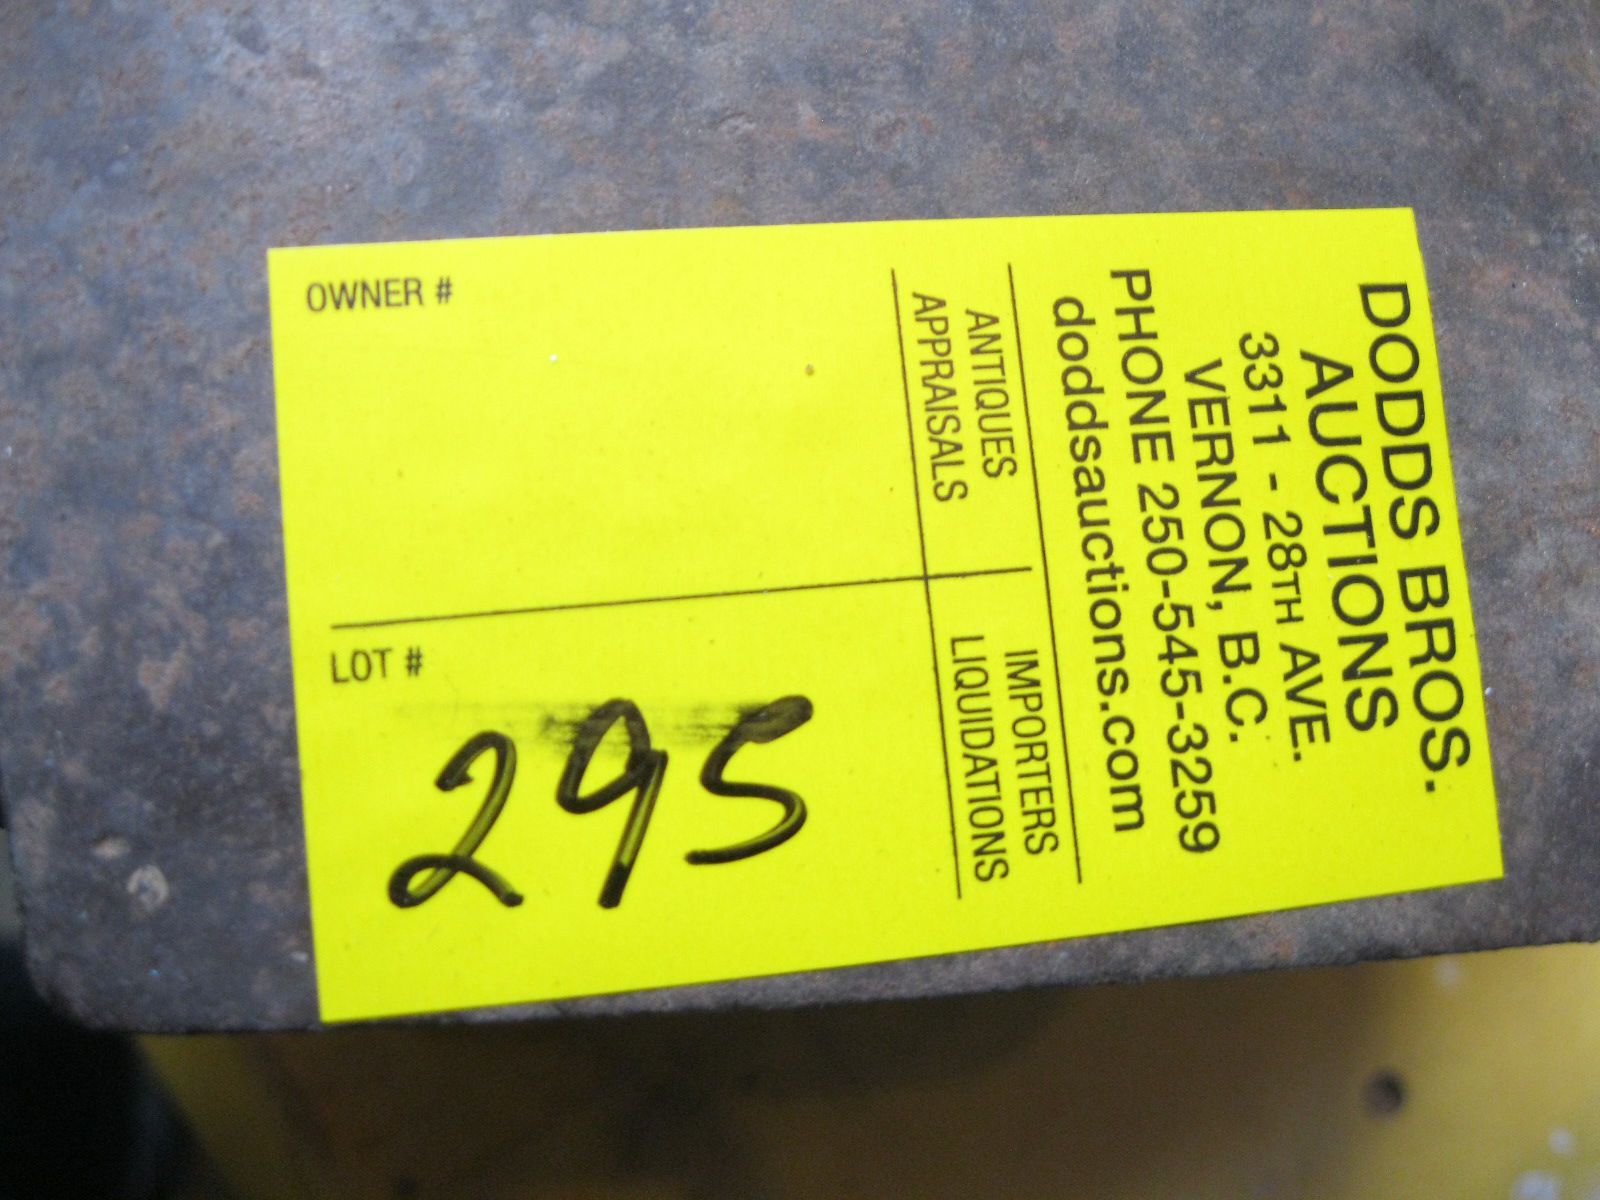 DODDS BROS.
AUCTIONS
3311 - 28TH AVE.
VERNON, B.C.
PHONE 250-545-3259
doddsauctions.com
ANTIQUES
APPRAISALS
IMPORTERS
LIQUIDATIONS
OWNER #
LOT #
295